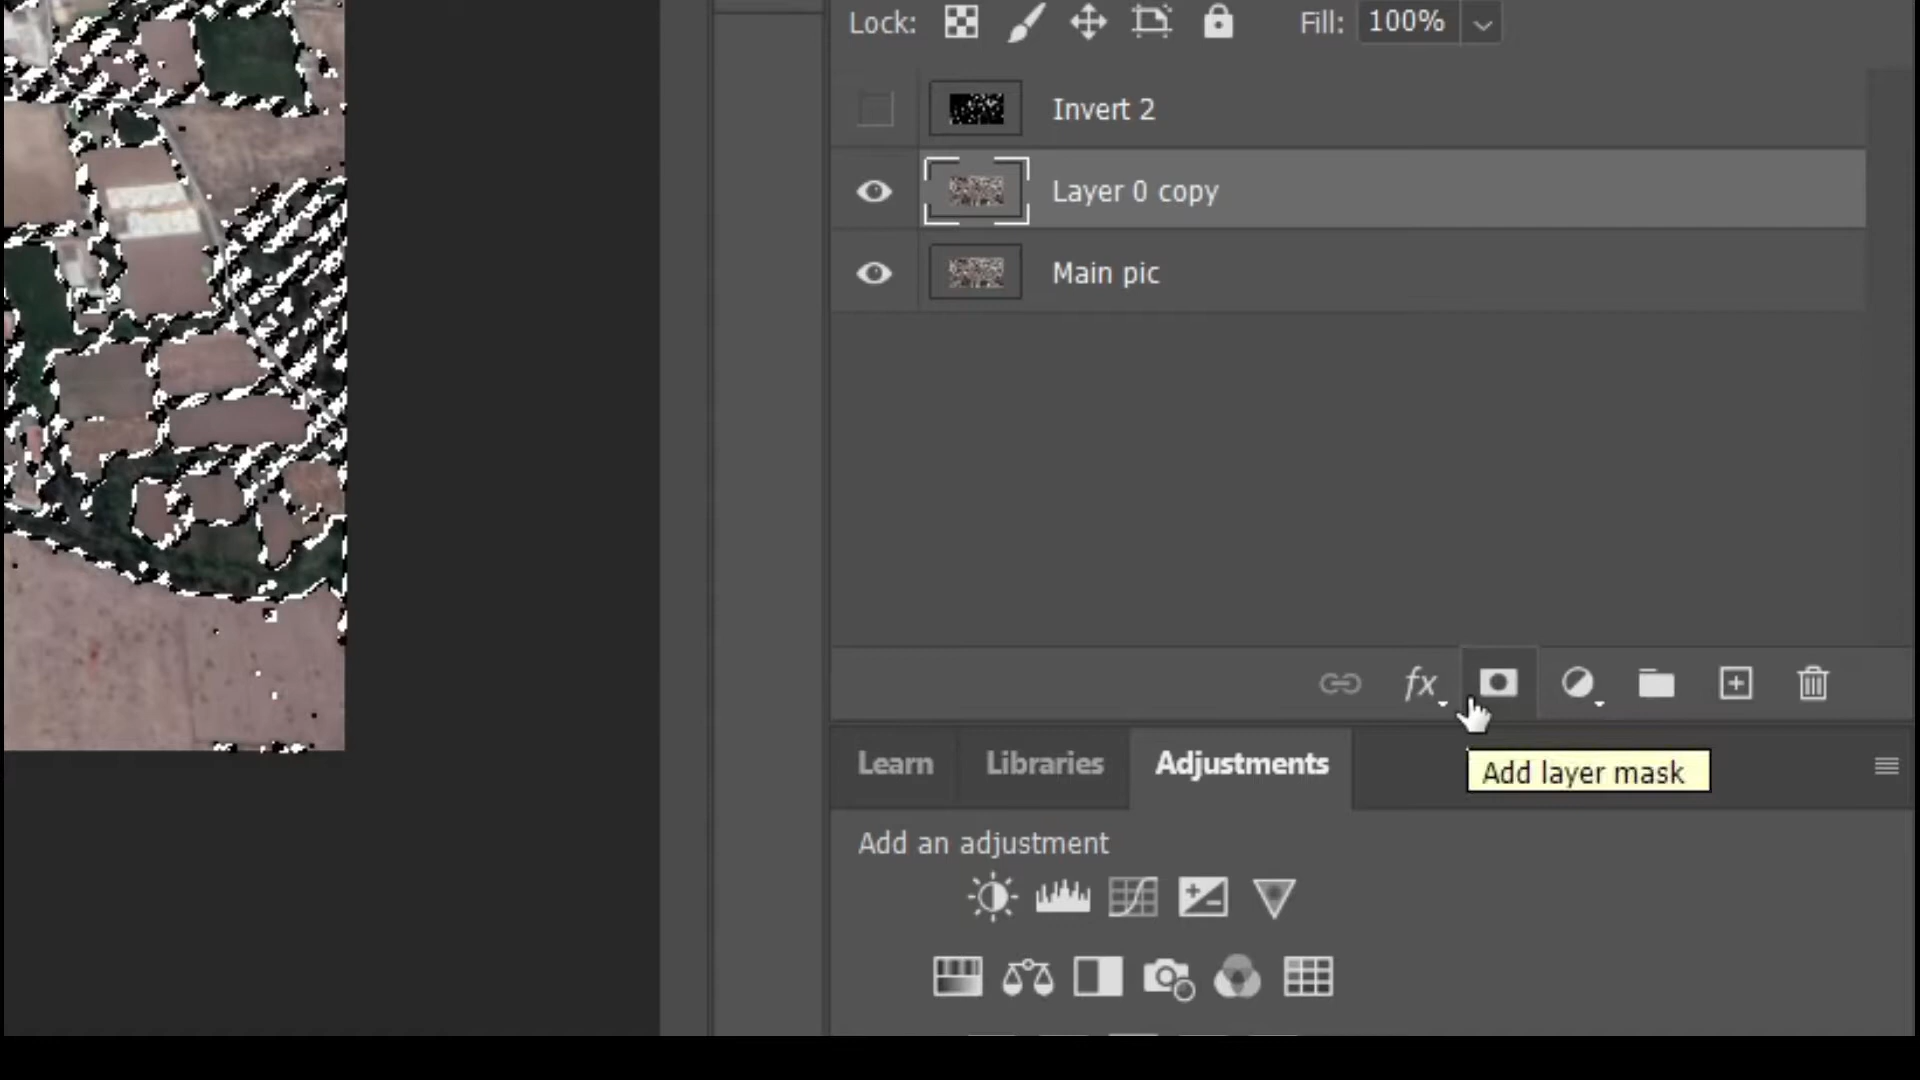 Lock:
Fill: 100%
Invert 2
Layer 0 copy
Main pic
fx
Learn Libraries Adjustments
Add layer mask
Add an adjustment